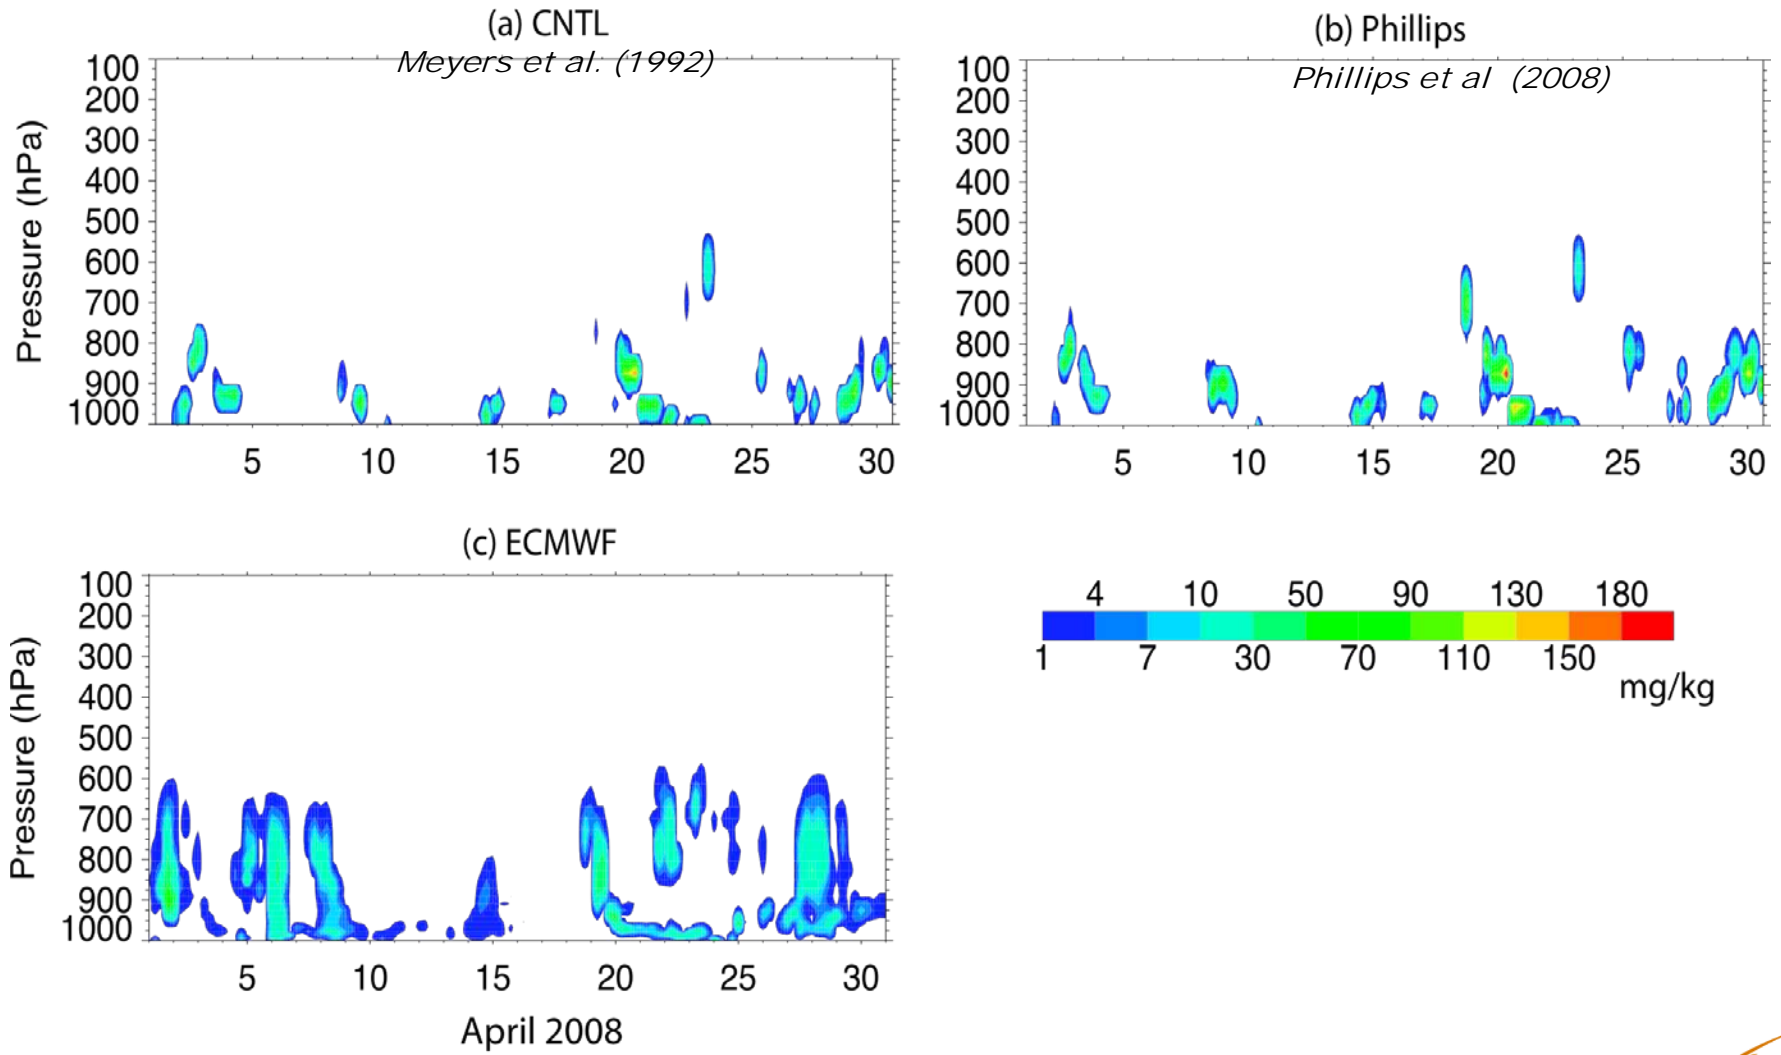 (a) CNTL
Meyers et al. (1992)
Pressure (hPa)
100
200
300
400
500
600
700
800
900
1000
5 10 15 20 25 30
(b) Phillips
Phillips et al (2008)
100
200
300
400
500
600
700
800
900
1000
5 10 15 20 25 30
(c) ECMWF
Pressure (hPa)
100
200
300
400
500
600
700
800
900
1000
5 10 15 20 25 30
April 2008
4 10 50 90 130 180
1 7 30 70 110 150
mg/kg